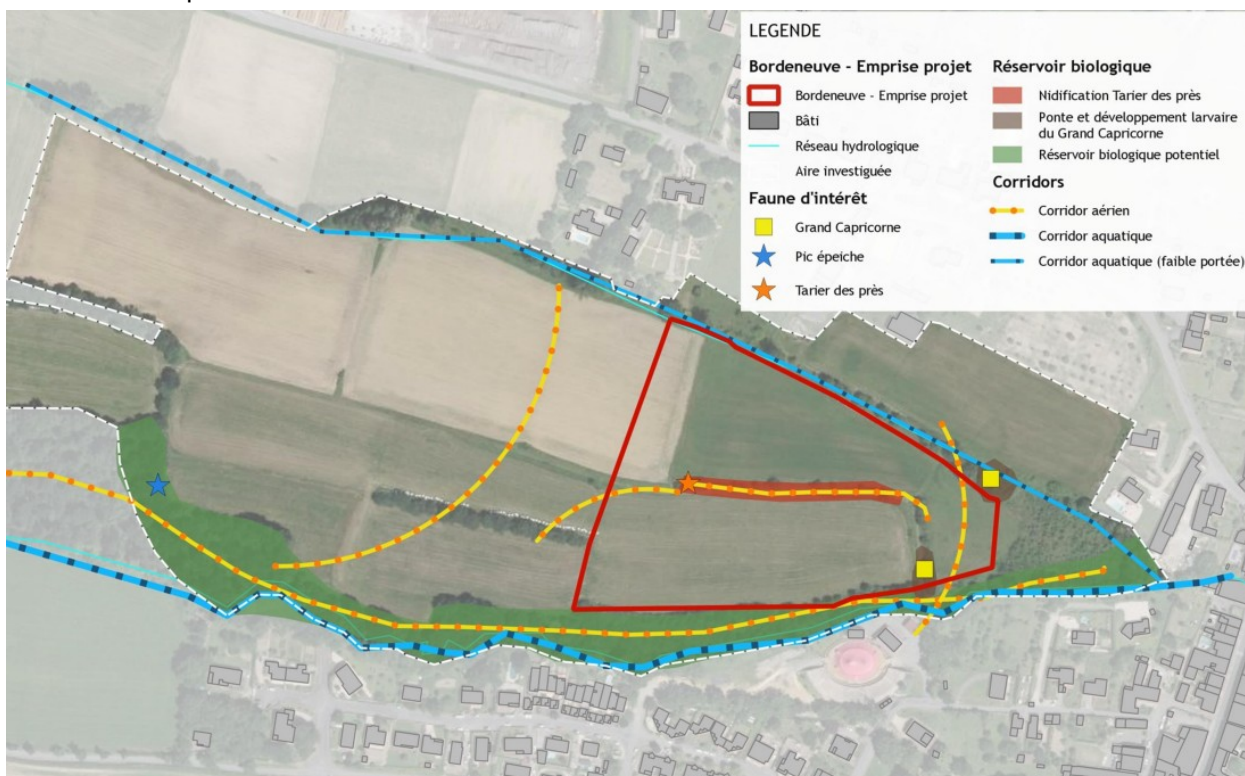 LEGENDE
Bordeneuve - Emprise projet
Bordeneuve - Emprise projet
Bâti
Réseau hydrologique
Aire investiguée
Faune d'intérêt
Grand Capricorne
Pic épeiche
Tarier des près
Réservoir biologique
Nidification Tarier des près
Ponte et développement larvaire
du Grand Capricorne
Réservoir biologique potentiel
Corridors
Corridor aérien
Corridor aquatique
Corridor aquatique (faible portée)